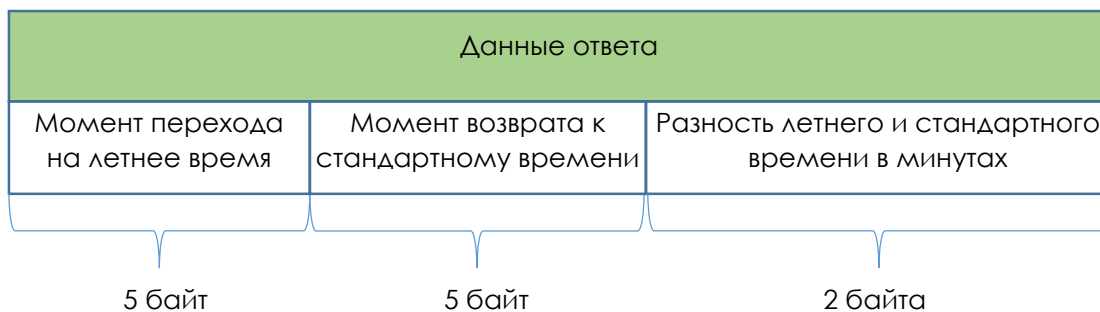 Данные ответа
Момент перехода
на летнее время
Момент возврата к
стандартному времени
Разность летнего и стандартного
времени в минутах
5 байт
5 байт
2 байта